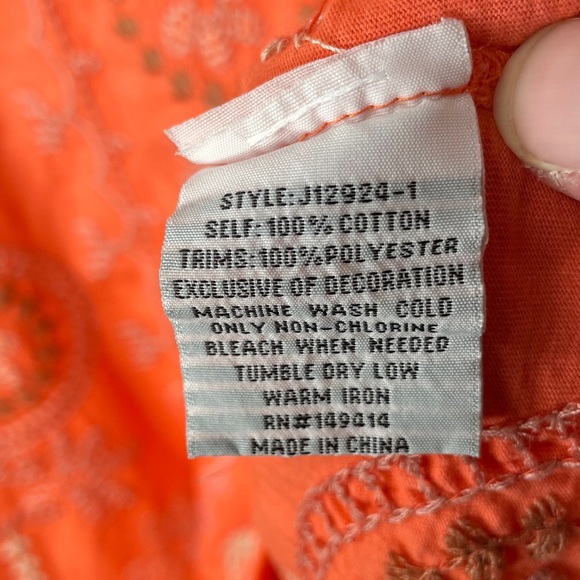 STYLE:J12924-1
SELF:100% COTTON
TRIMS:100%POLYESTER
EXCLUSIVE OF DECORATION
MACHINE WASH COLD
ONLY NON-CHLORINE
BLEACH WHEN NEEDED
TUMBLE DRY LOW
WARM IRON
RN#149414
MADE IN CHINA